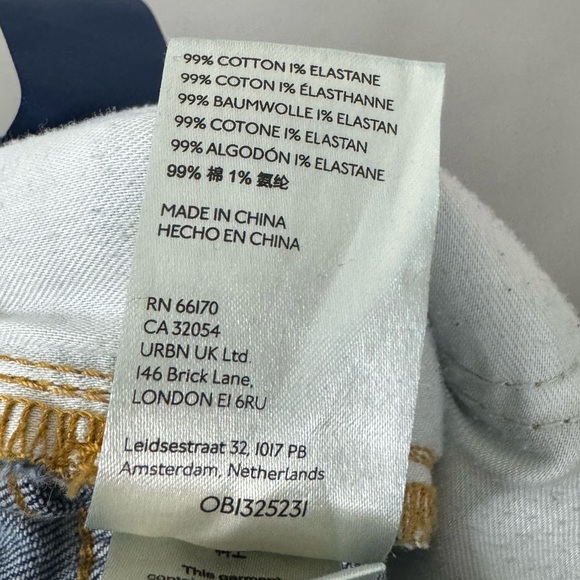 99% COTTON 1% ELASTANE
99% COTON 1% ÉLASTHANNE
99% BAUMWOLLE 1% ELASTAN
99% COTONE 1% ELASTAN
99% ALGODÓN 1% ELASTANE
99% 棉 1% 氨纶
MADE IN CHINA
HECHO EN CHINA
RN 66170
CA 32054
URBN UK Ltd.
146 Brick Lane,
LONDON E1 6RU
Leidsestraat 32, 1017 PB
Amsterdam, Netherlands
OB1325231
This garment